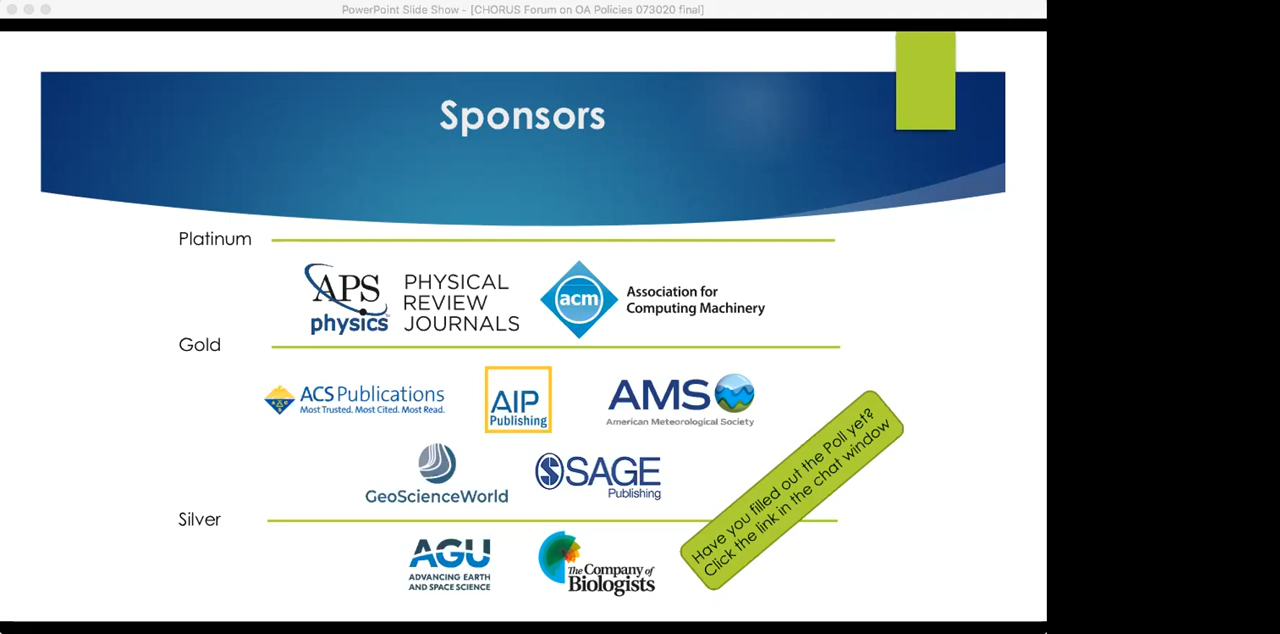 PowerPoint Slide Show - [CHORUS Forum on OA Policies 073020 final]
Sponsors
Platinum
APS
physics
PHYSICAL
REVIEW
JOURNALS
acm
Association for
Computing Machinery
Gold
ACS Publications
Most Trusted. Most Cited. Most Read.
AIP
Publishing
AMS
American Meteorological Society
GeoScienceWorld
SAGE
Publishing
Have you filled out the Poll yet?
Click the link in the chat window
Silver
AGU
ADVANCING EARTH
AND SPACE SCIENCE
The Company of
Biologists